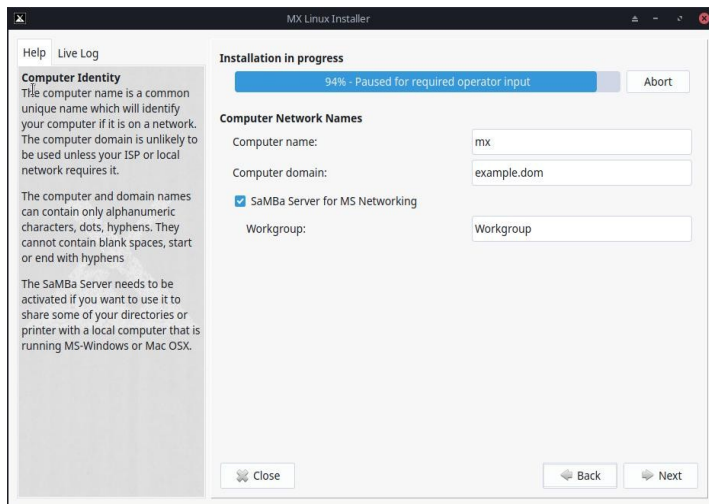 MX Linux Installer
Help
Live Log
Computer Identity
The computer name is a common
unique name which will identify
your computer if it is on a network.
The computer domain is unlikely to
be used unless your ISP or local
network requires it.
The computer and domain names
can contain only alphanumeric
characters, dots, hyphens. They
cannot contain blank spaces, start
or end with hyphens
The SaMBa Server needs to be
activated if you want to use it to
share some of your directories or
printer with a local computer that is
running MS-Windows or Mac OSX.
Installation in progress
94% - Paused for required operator input
Abort
Computer Network Names
Computer name: mx
Computer domain: example.dom
SaMBa Server for MS Networking
Workgroup: Workgroup
Close
Back
Next